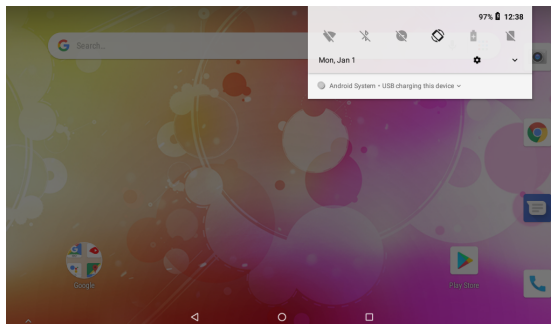 97% 12:38
Search...
Mon, Jan 1
Android System • USB charging this device
Google
Play Store